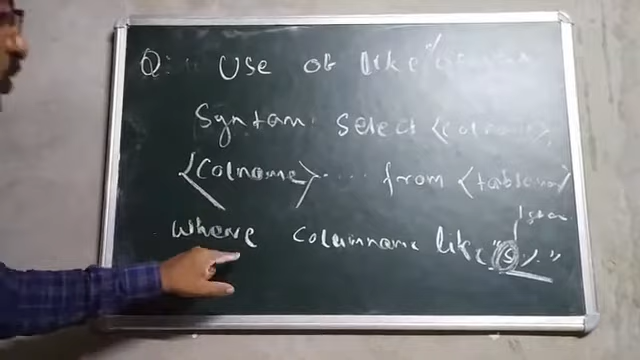 Q: Use of like
Syntax: Select <colname>,
<Colname> .... from <tablename>
where Columname like "S%"